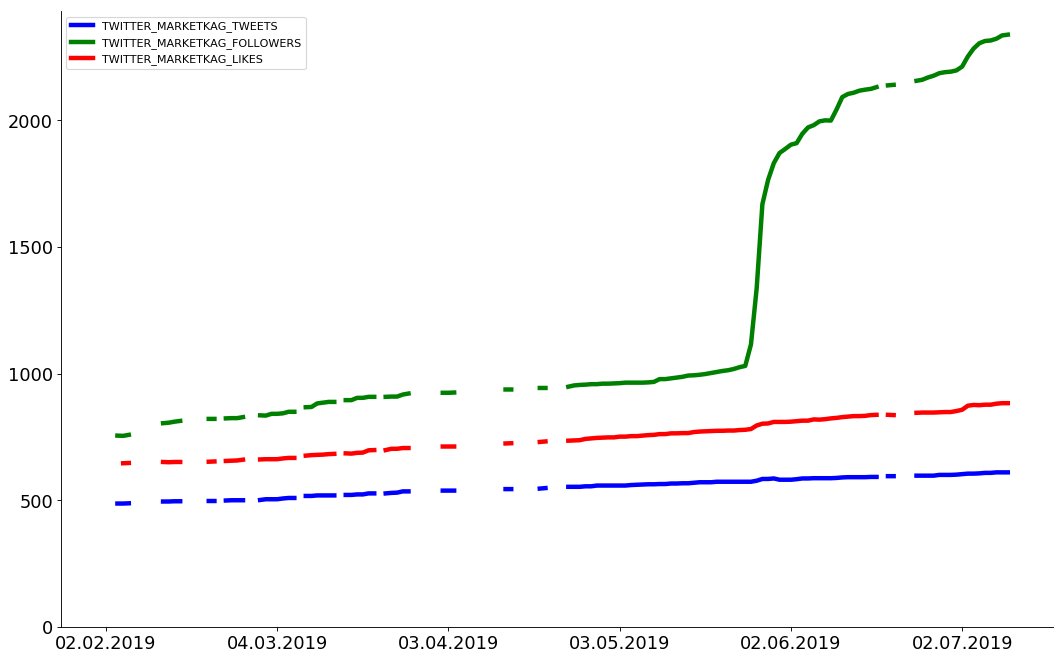 TWITTER_MARKETKAG_TWEETS
TWITTER_MARKETKAG_FOLLOWERS
TWITTER_MARKETKAG_LIKES
2000
1500
1000
500
0
02.02.2019 04.03.2019 03.04.2019 03.05.2019 02.06.2019 02.07.2019